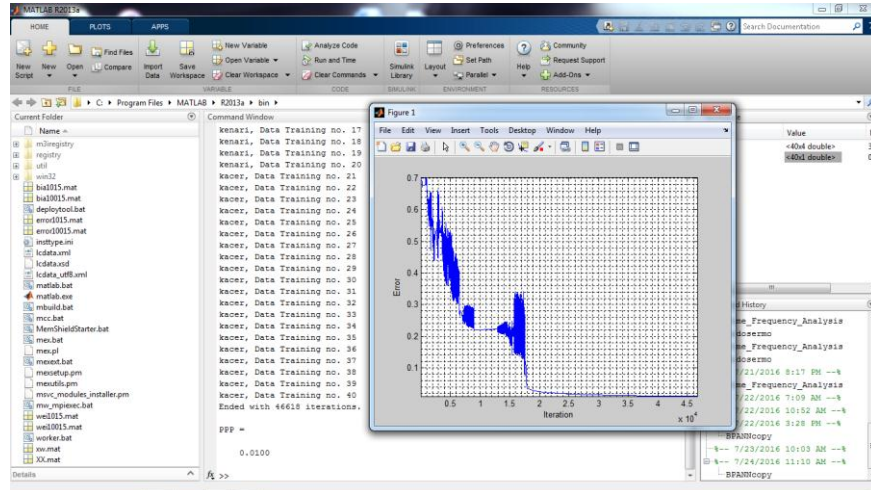 MATLAB R2013a
HOME PLOTS APPS
Search Documentation
New Script
New
Open
Find Files
Compare
Import Data
Save Workspace
New Variable
Open Variable
Clear Workspace
Analyze Code
Run and Time
Clear Commands
Simulink Library
Layout
Preferences
Set Path
Parallel
Help
Community
Request Support
Add-Ons
FILE VARIABLE CODE SIMULINK ENVIRONMENT RESOURCES
C: Program Files MATLAB R2013a bin
Current Folder
Name
m3iregistry
registry
util
win32
bia1015.mat
bia10015.mat
deploytool.bat
error1015.mat
error10015.mat
insttype.ini
lcdata.xml
lcdata.xsd
lcdata_utf8.xml
matlab.bat
matlab.exe
mbuild.bat
mcc.bat
MemShieldStarter.bat
mex.bat
mex.pl
mexext.bat
mexsetup.pm
mexutils.pm
msvc_modules_installer.pm
mw_mpiexec.bat
wei1015.mat
wei10015.mat
worker.bat
xw.mat
XX.mat
Details
Command Window
kenari, Data Training no. 17
kenari, Data Training no. 18
kenari, Data Training no. 19
kenari, Data Training no. 20
kacer, Data Training no. 21
kacer, Data Training no. 22
kacer, Data Training no. 23
kacer, Data Training no. 24
kacer, Data Training no. 25
kacer, Data Training no. 26
kacer, Data Training no. 27
kacer, Data Training no. 28
kacer, Data Training no. 29
kacer, Data Training no. 30
kacer, Data Training no. 31
kacer, Data Training no. 32
kacer, Data Training no. 33
kacer, Data Training no. 34
kacer, Data Training no. 35
kacer, Data Training no. 36
kacer, Data Training no. 37
kacer, Data Training no. 38
kacer, Data Training no. 39
kacer, Data Training no. 40
Ended with 46618 iterations.
PPP =
0.0100
fx >>
Figure 1
File Edit View Insert Tools Desktop Window Help
0.7
0.6
0.5
0.4
0.3
0.2
0.1
Error
0.5 1 1.5 2 2.5 3 3.5 4 4.5
Iteration
x 10^4
Value
<40x4 double>
<40x1 double>
d History
me_Frequency_Analysis
dosermo
me_Frequency_Analysis
dosermo
/21/2016 8:17 PM --%
me_Frequency_Analysis
/22/2016 7:09 AM --%
/22/2016 10:52 AM --%
/22/2016 3:28 PM --%
BPANNcopy
%-- 7/23/2016 10:03 AM --%
%-- 7/24/2016 11:10 AM --%
BPANNcopy